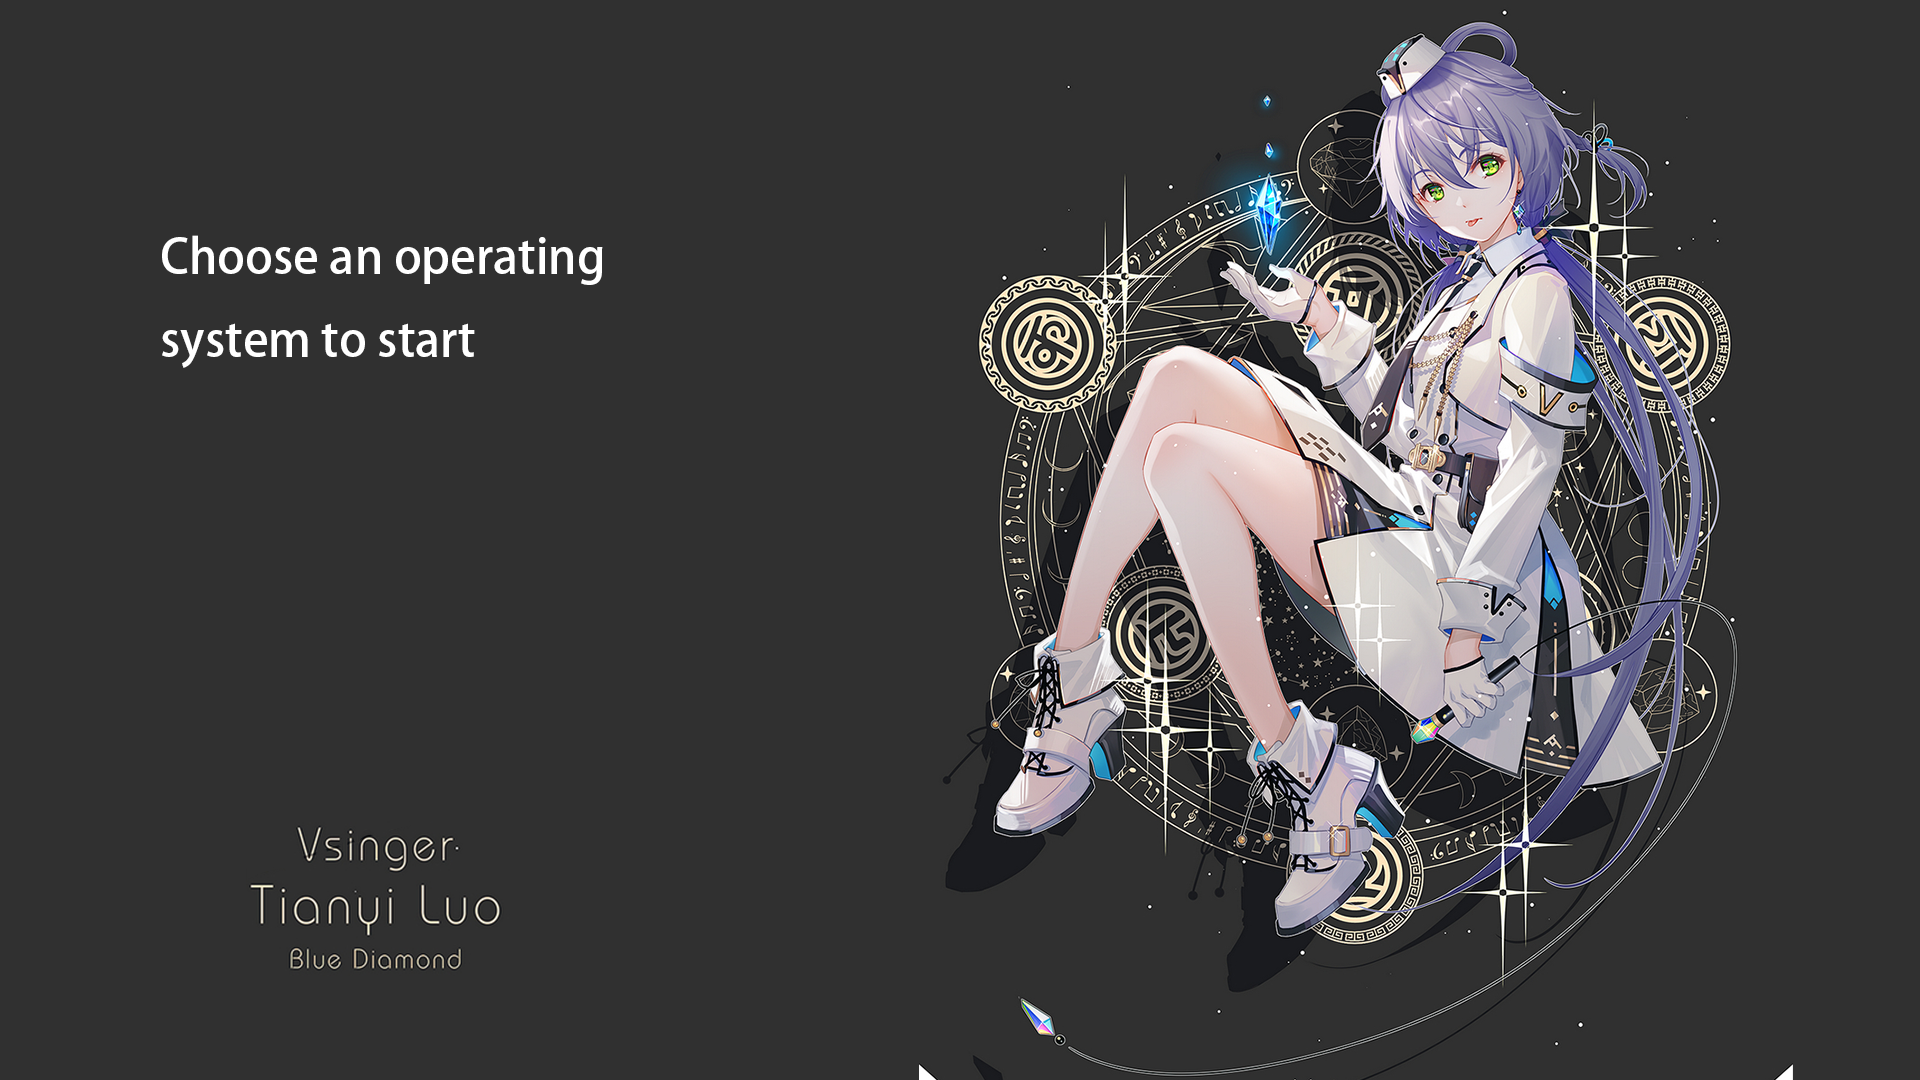 Choose an operating
system to start
Vsinger
Tianyi Luo
Blue Diamond